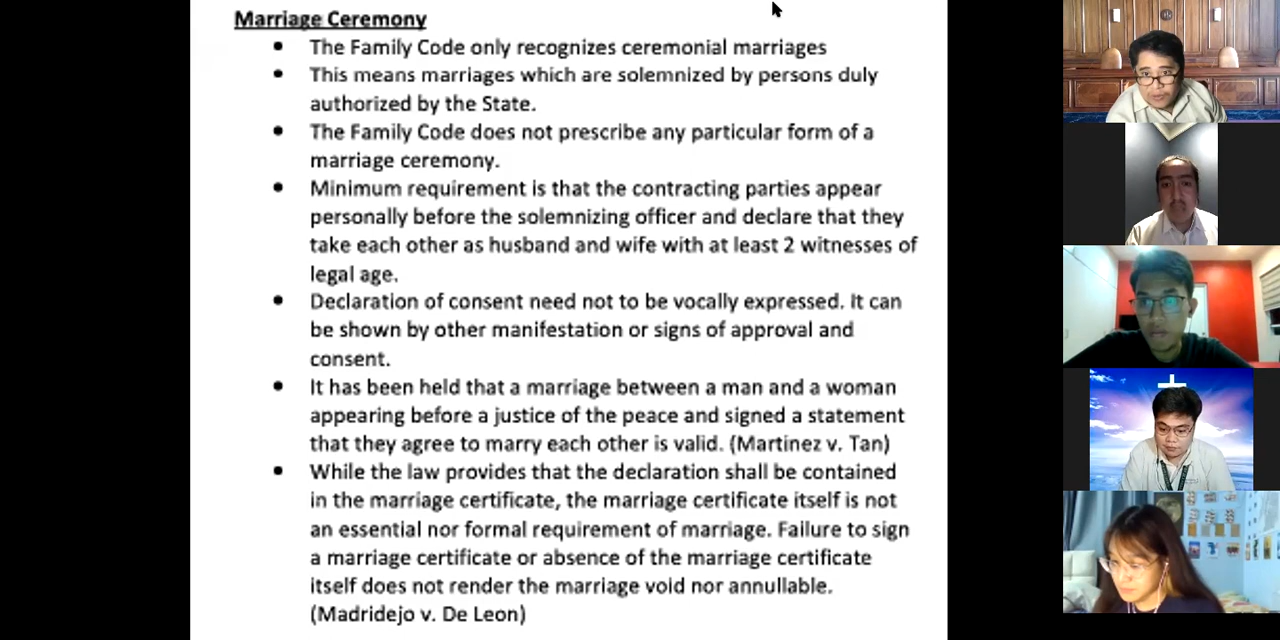 Marriage Ceremony
• The Family Code only recognizes ceremonial marriages
• This means marriages which are solemnized by persons duly
authorized by the State.
• The Family Code does not prescribe any particular form of a
marriage ceremony.
• Minimum requirement is that the contracting parties appear
personally before the solemnizing officer and declare that they
take each other as husband and wife with at least 2 witnesses of
legal age.
• Declaration of consent need not to be vocally expressed. It can
be shown by other manifestation or signs of approval and
consent.
• It has been held that a marriage between a man and a woman
appearing before a justice of the peace and signed a statement
that they agree to marry each other is valid. (Martinez v. Tan)
• While the law provides that the declaration shall be contained
in the marriage certificate, the marriage certificate itself is not
an essential nor formal requirement of marriage. Failure to sign
a marriage certificate or absence of the marriage certificate
itself does not render the marriage void nor annullable.
(Madridejo v. De Leon)